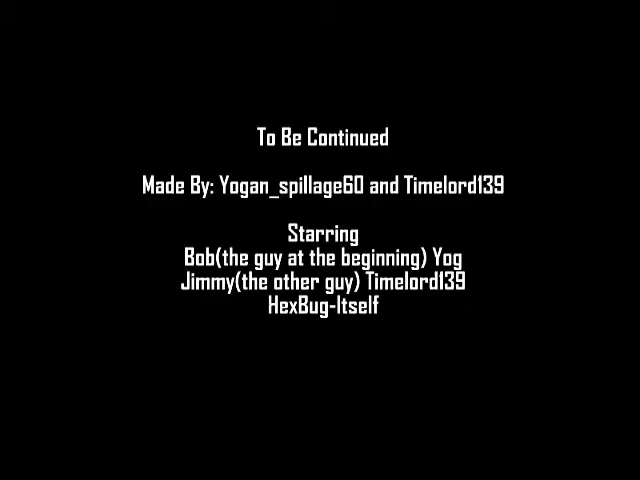 To Be Continued
Made By: Yogan_spillage60 and Timelord139
Starring
Bob(the guy at the beginning) Yog
Jimmy(the other guy) Timelord139
HexBug-Itself